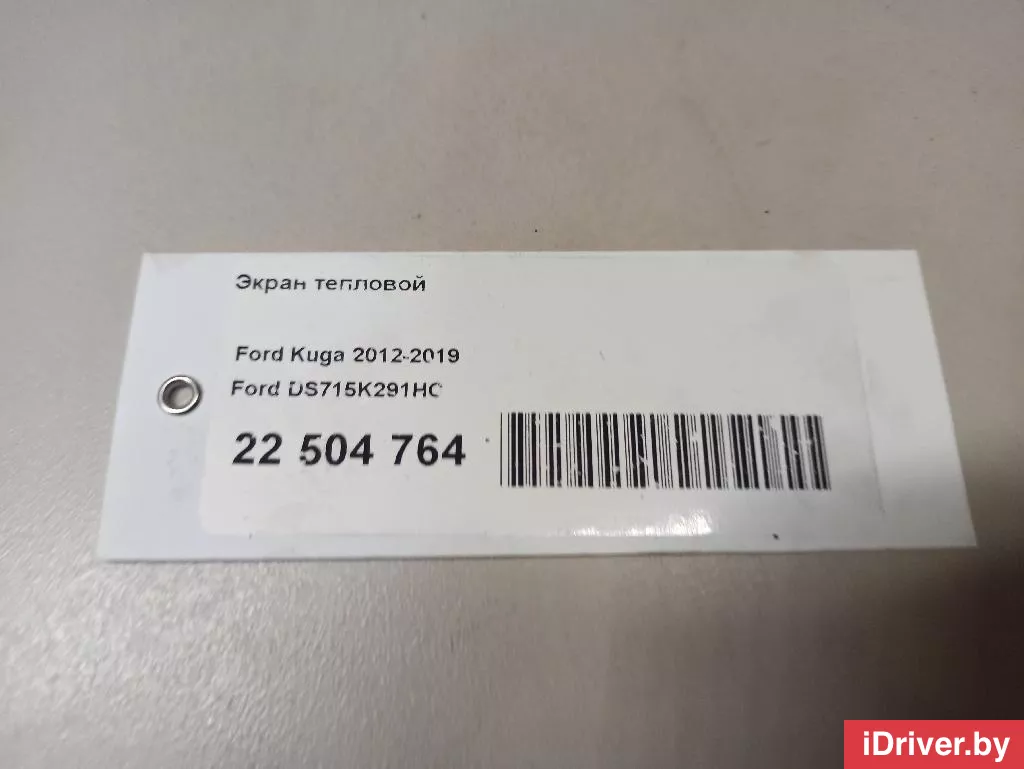 Экран тепловой
Ford Kuga 2012-2019
Ford DS715K291HC
22 504 764
iDriver.by